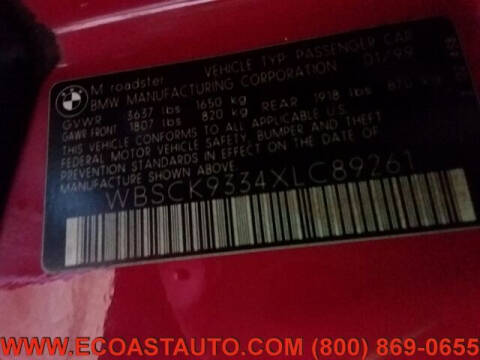 M roadster VEHICLE TYP: PASSENGER CAR
BMW MANUFACTURING CORPORATION 01/99
GVWR 3637 lbs 1650 kg
GAWR FRONT 1807 lbs 820 kg REAR 1918 lbs 870 kg
THIS VEHICLE CONFORMS TO ALL APPLICABLE U.S.
FEDERAL MOTOR VEHICLE SAFETY BUMPER AND THEFT
PREVENTION STANDARDS IN EFFECT ON THE DATE OF
MANUFACTURE SHOWN ABOVE.
WBSCK9334XLC89261
WWW.ECOASTAUTO.COM (800) 869-0655